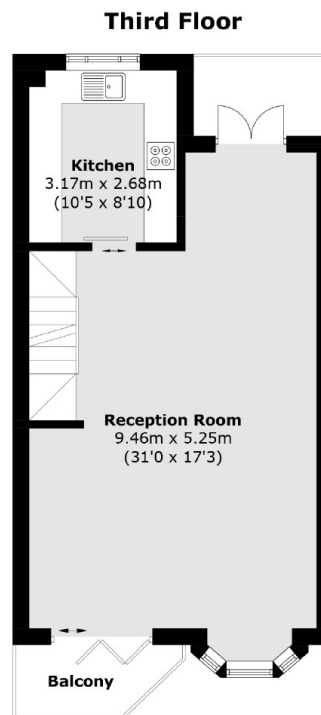 Third Floor
Kitchen
3.17m x 2.68m
(10'5 x 8'10)
Reception Room
9.46m x 5.25m
(31'0 x 17'3)
Balcony